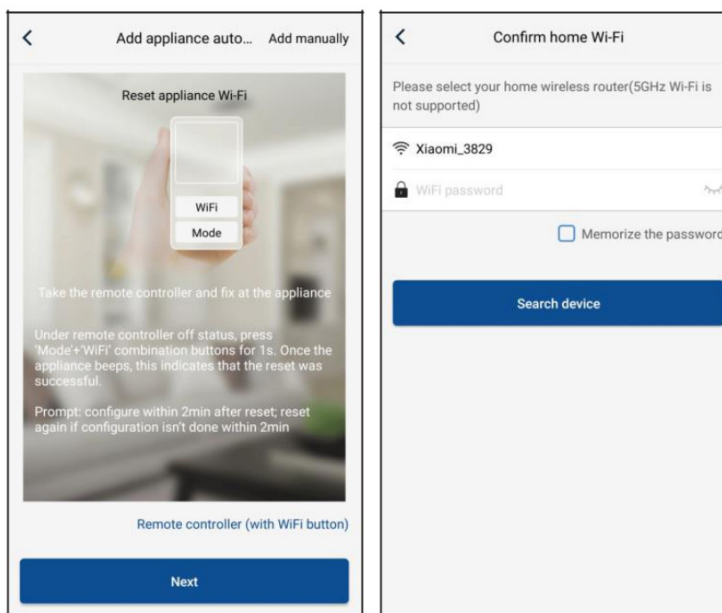 Add appliance auto... Add manually
Reset appliance Wi-Fi
WiFi
Mode
Take the remote controller and fix at the appliance
Under remote controller off status, press
'Mode'+'WiFi' combination buttons for 1s. Once the
appliance beeps, this indicates that the reset was
successful.
Prompt: configure within 2min after reset; reset
again if configuration isn't done within 2min
Remote controller (with WiFi button)
Next
Confirm home Wi-Fi
Please select your home wireless router(5GHz Wi-Fi is
not supported)
Xiaomi_3829
WiFi password
Memorize the password
Search device